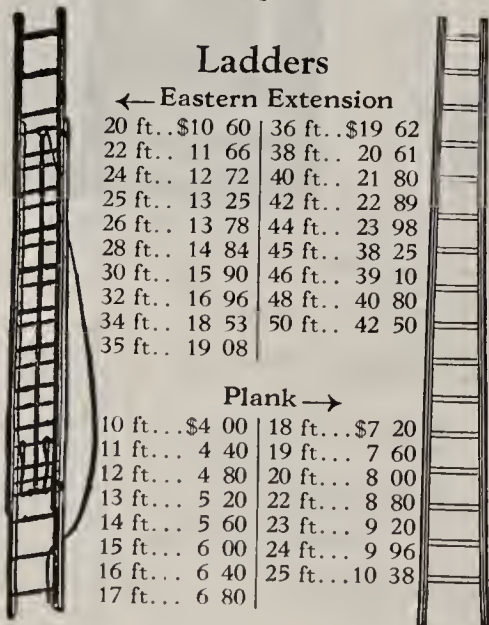 Ladders
←Eastern Extension
20 ft..$10 60 | 36 ft..$19 62
22 ft.. 11 66 | 38 ft.. 20 61
24 ft.. 12 72 | 40 ft.. 21 80
25 ft.. 13 25 | 42 ft.. 22 89
26 ft.. 13 78 | 44 ft.. 23 98
28 ft.. 14 84 | 45 ft.. 38 25
30 ft.. 15 90 | 46 ft.. 39 10
32 ft.. 16 96 | 48 ft.. 40 80
34 ft.. 18 53 | 50 ft.. 42 50
35 ft.. 19 08
Plank→
10 ft...$4 00 | 18 ft...$7 20
11 ft... 4 40 | 19 ft... 7 60
12 ft... 4 80 | 20 ft... 8 00
13 ft... 5 20 | 22 ft... 8 80
14 ft... 5 60 | 23 ft... 9 20
15 ft... 6 00 | 24 ft... 9 96
16 ft... 6 40 | 25 ft...10 38
17 ft... 6 80